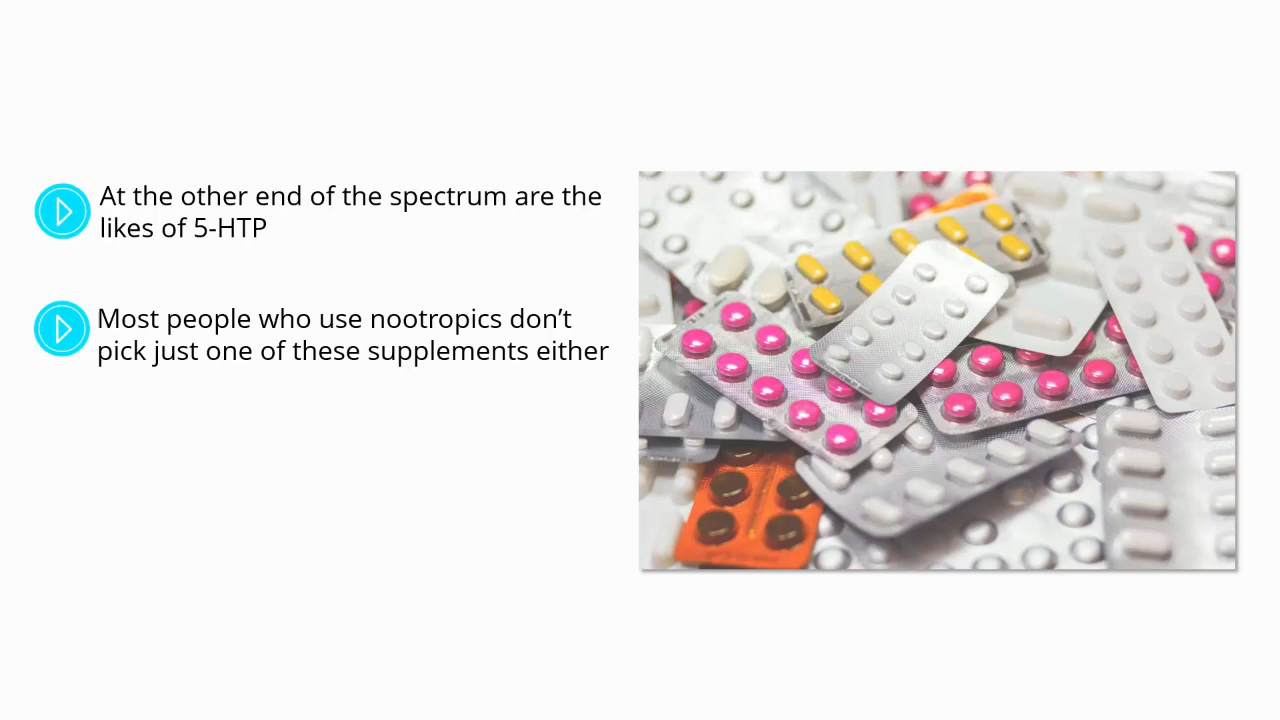 At the other end of the spectrum are the
likes of 5-HTP
Most people who use nootropics don’t
pick just one of these supplements either